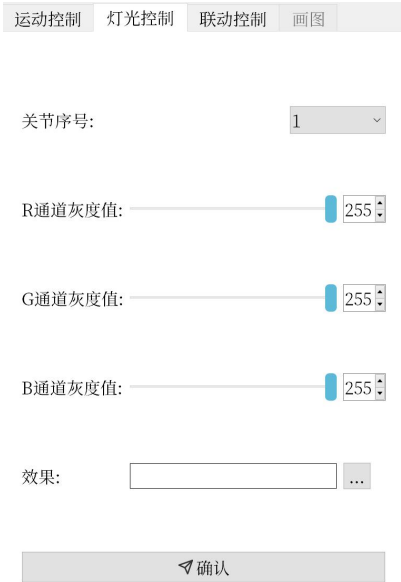 运动控制 灯光控制 联动控制 画图
关节序号: 1
R通道灰度值: 255
G通道灰度值: 255
B通道灰度值: 255
效果: ...
确认